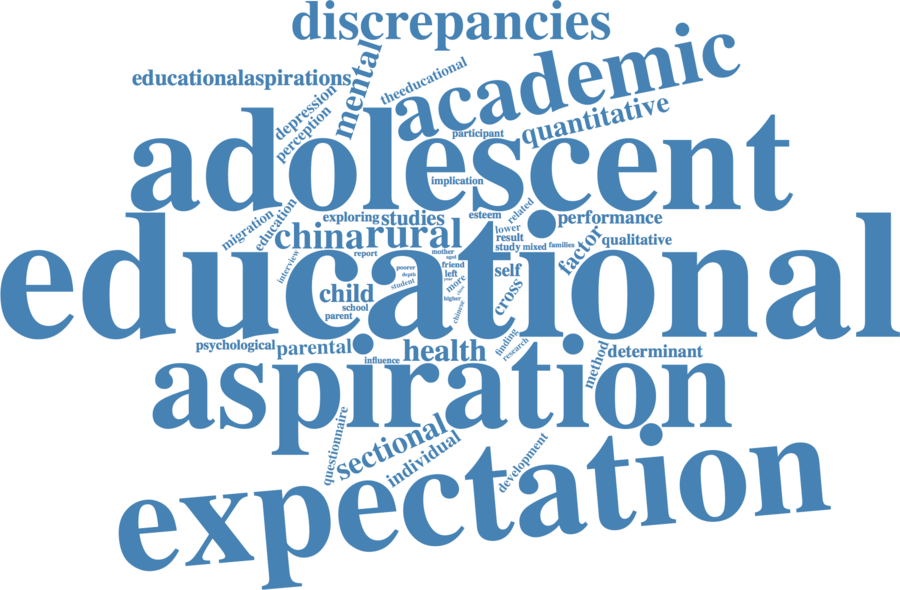 discrepancies
academic
educationalaspirations
mental
theeducational
depression
perception
quantitative
participant
adolescent
implication
migration
education
exploring
studies
esteem
related
performance
china
rural
lower
result
study
mixed
families
factor
qualitative
interview
report
mother
aged
poorer
depth
student
friend
left
year
more
self
cross
child
school
parent
higher
chinese
educational
psychological
parental
influence
health
finding
research
method
determinant
aspiration
questionnaire
sectional
individual
development
expectation